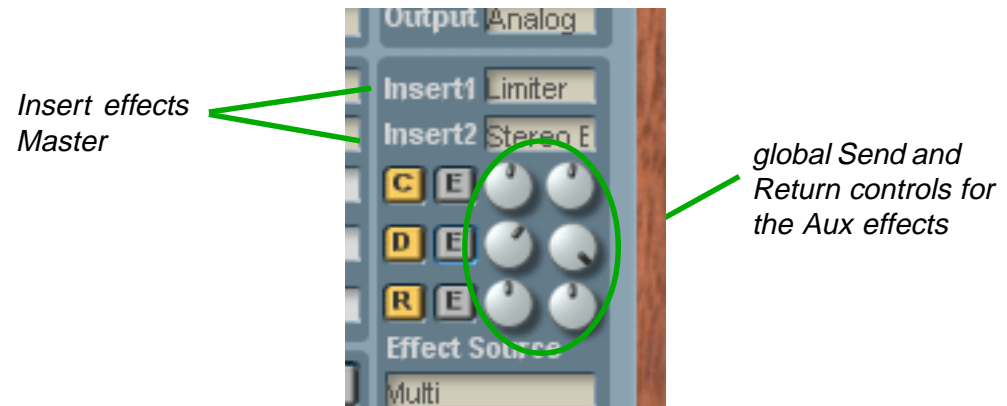 Output Analog
Insert effects
Master
Insert1 Limiter
Insert2 Stereo E
C E
D E
R E
global Send and
Return controls for
the Aux effects
Effect Source
Multi